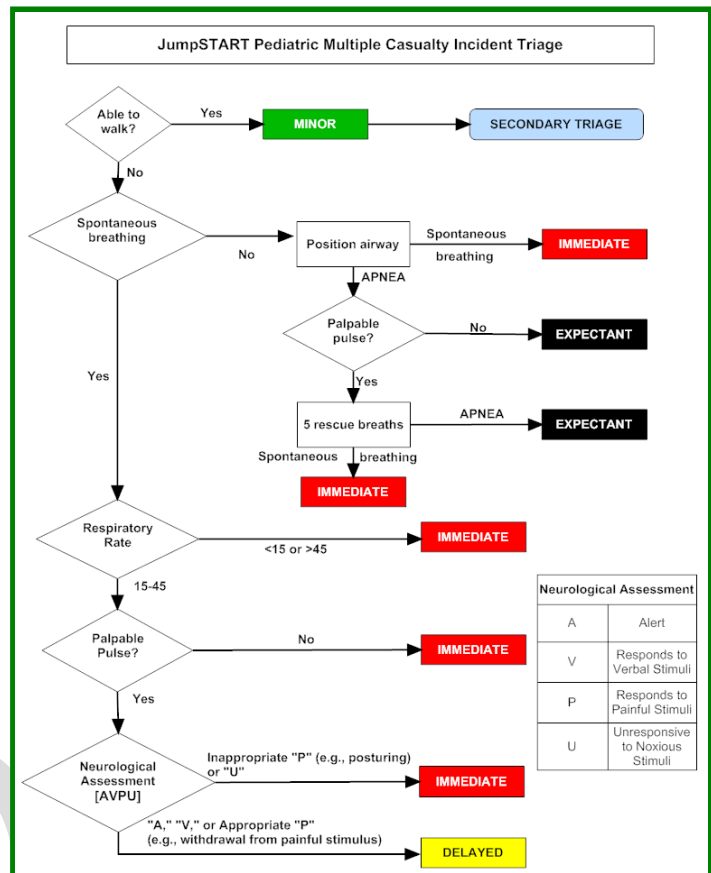 JumpSTART Pediatric Multiple Casualty Incident Triage
Able to
walk?
Yes
MINOR
SECONDARY TRIAGE
No
Spontaneous
breathing
No
Position airway
Spontaneous
breathing
IMMEDIATE
APNEA
Palpable
pulse?
No
EXPECTANT
Yes
Yes
5 rescue breaths
APNEA
EXPECTANT
Spontaneous breathing
IMMEDIATE
Respiratory
Rate
<15 or >45
IMMEDIATE
15-45
Palpable
Pulse?
No
IMMEDIATE
Yes
Neurological
Assessment
[AVPU]
Inappropriate "P" (e.g., posturing)
or "U"
IMMEDIATE
"A," "V," or Appropriate "P"
(e.g., withdrawal from painful stimulus)
DELAYED
Neurological Assessment
A Alert
V Responds to
Verbal Stimuli
P Responds to
Painful Stimuli
U Unresponsive
to Noxious
Stimuli